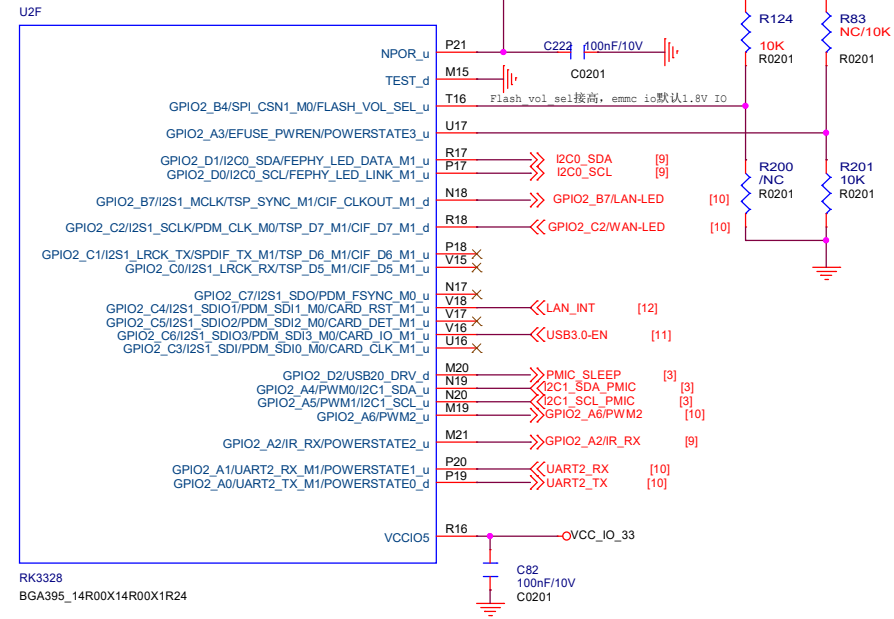 U2F
NPOR_u P21 C222 100nF/10V
C0201
R124
10K
R0201
R83
NC/10K
R0201
TEST_d M15
GPIO2_B4/SPI_CSN1_M0/FLASH_VOL_SEL_u T16 Flash_vol_sel接高，emmc io默认1.8V IO
GPIO2_A3/EFUSE_PWREN/POWERSTATE3_u U17
GPIO2_D1/I2C0_SDA/FEPHY_LED_DATA_M1_u R17 I2C0_SDA [9]
GPIO2_D0/I2C0_SCL/FEPHY_LED_LINK_M1_u P17 I2C0_SCL [9]
R200
/NC
R0201
R201
10K
R0201
GPIO2_B7/I2S1_MCLK/TSP_SYNC_M1/CIF_CLKOUT_M1_d N18 GPIO2_B7/LAN-LED [10]
GPIO2_C2/I2S1_SCLK/PDM_CLK_M0/TSP_D7_M1/CIF_D7_M1_d R18 GPIO2_C2/WAN-LED [10]
GPIO2_C1/I2S1_LRCK_TX/SPDIF_TX_M1/TSP_D6_M1/CIF_D6_M1_u P18
GPIO2_C0/I2S1_LRCK_RX/TSP_D5_M1/CIF_D5_M1_u V15
GPIO2_C7/I2S1_SDO/PDM_FSYNC_M0_u N17
GPIO2_C4/I2S1_SDIO1/PDM_SDI1_M0/CARD_RST_M1_u V18 LAN_INT [12]
GPIO2_C5/I2S1_SDIO2/PDM_SDI2_M0/CARD_DET_M1_u V17
GPIO2_C6/I2S1_SDIO3/PDM_SDI3_M0/CARD_IO_M1_u V16 USB3.0-EN [11]
GPIO2_C3/I2S1_SDI/PDM_SDI0_M0/CARD_CLK_M1_u U16
GPIO2_D2/USB20_DRV_d M20 PMIC_SLEEP [3]
GPIO2_A4/PWM0/I2C1_SDA_u N19 I2C1_SDA_PMIC [3]
GPIO2_A5/PWM1/I2C1_SCL_u N20 I2C1_SCL_PMIC [3]
GPIO2_A6/PWM2_u M19 GPIO2_A6/PWM2 [10]
GPIO2_A2/IR_RX/POWERSTATE2_u M21 GPIO2_A2/IR_RX [9]
GPIO2_A1/UART2_RX_M1/POWERSTATE1_u P20 UART2_RX [10]
GPIO2_A0/UART2_TX_M1/POWERSTATE0_d P19 UART2_TX [10]
VCCIO5 R16 VCC_IO_33
C82
100nF/10V
C0201
RK3328
BGA395_14R00X14R00X1R24